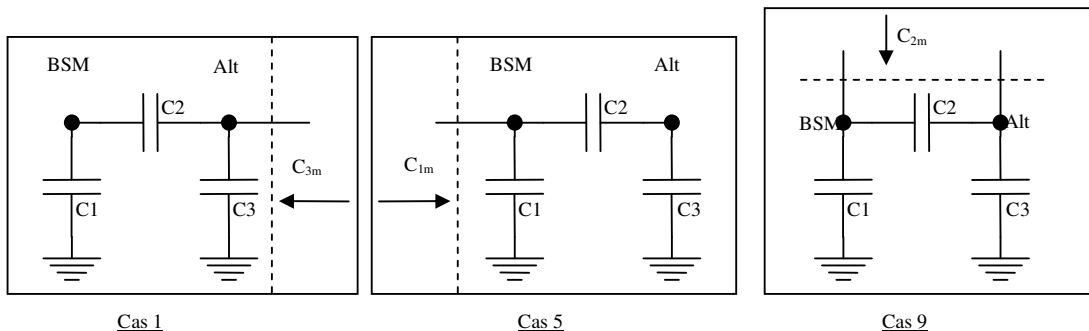 BSM Alt
C2
C3m
C1 C3
Cas 1
BSM Alt
C2
C1m
C1 C3
Cas 5
C2m
C2
BSM Alt
C1 C3
Cas 9